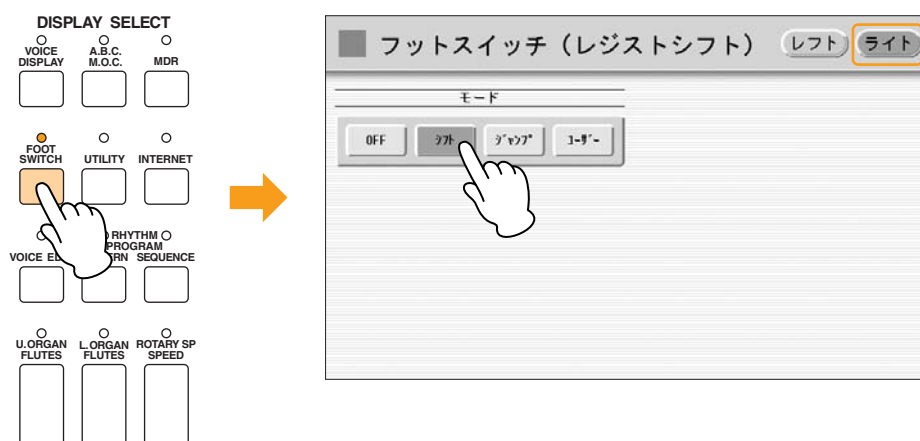 DISPLAY SELECT
VOICE DISPLAY
A.B.C. M.O.C.
MDR
FOOT SWITCH
UTILITY
INTERNET
RHYTHM PROGRAM
VOICE
SEQUENCE
U.ORGAN FLUTES
L.ORGAN FLUTES
ROTARY SP SPEED
フットスイッチ（レジストシフト）
レフト
ライト
モード
OFF
ｼﾌﾄ
ｼﾞｬﾝﾌﾟ
ﾕｰｻﾞｰ